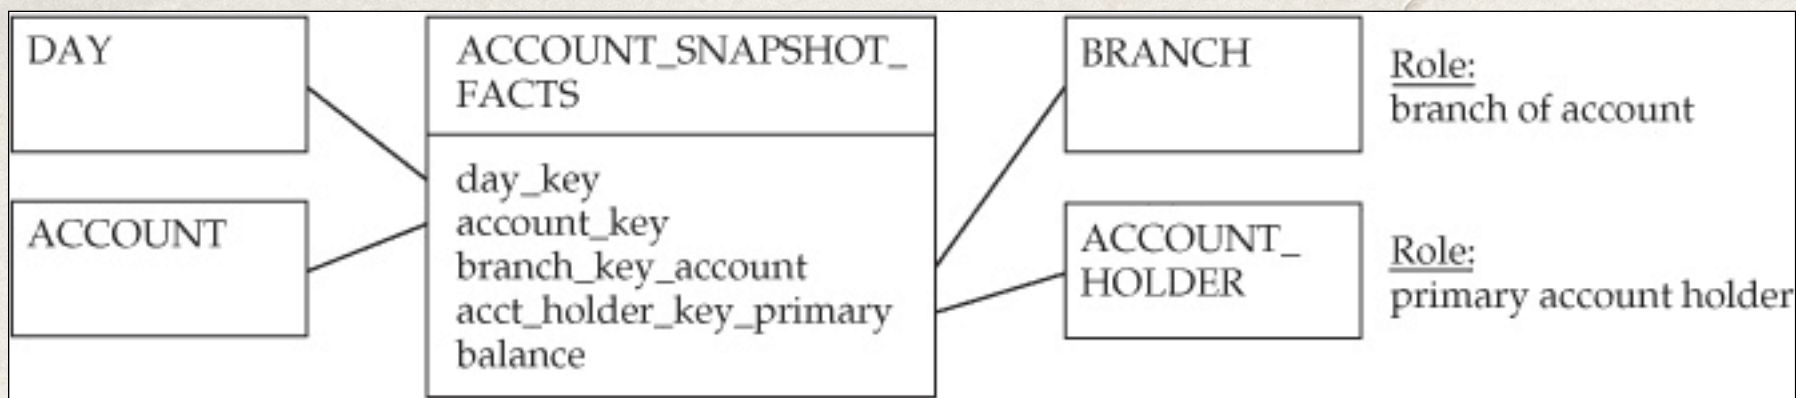 DAY
ACCOUNT
ACCOUNT_SNAPSHOT_
FACTS
day_key
account_key
branch_key_account
acct_holder_key_primary
balance
BRANCH
Role:
branch of account
ACCOUNT_
HOLDER
Role:
primary account holder